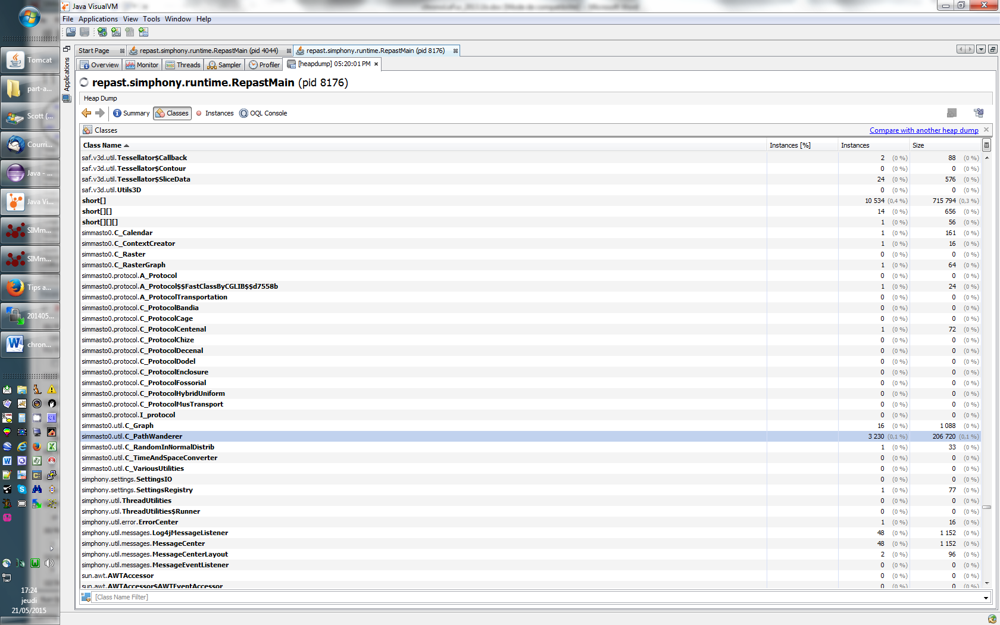 Java VisualVM
File Applications View Tools Window Help
Start Page
repast.simphony.runtime.RepastMain (pid 4044)
repast.simphony.runtime.RepastMain (pid 8176)
Overview Monitor Threads Sampler Profiler [heapdump] 05:20:01 PM
Applications
repast.simphony.runtime.RepastMain (pid 8176)
Heap Dump
Summary Classes Instances OQL Console
Classes Compare with another heap dump
Class Name Instances [%] Instances Size
saf.v3d.util.Tessellator$Callback 2 (0 %) 88 (0 %)
saf.v3d.util.Tessellator$Contour 0 (0 %) 0 (0 %)
saf.v3d.util.Tessellator$SliceData 24 (0 %) 576 (0 %)
saf.v3d.util.Utils3D 0 (0 %) 0 (0 %)
short[] 10 534 (0,4 %) 715 794 (0,3 %)
short[][] 14 (0 %) 656 (0 %)
short[][][] 1 (0 %) 56 (0 %)
simmasto0.C_Calendar 1 (0 %) 161 (0 %)
simmasto0.C_ContextCreator 1 (0 %) 16 (0 %)
simmasto0.C_Raster 0 (0 %) 0 (0 %)
simmasto0.C_RasterGraph 1 (0 %) 64 (0 %)
simmasto0.protocol.A_Protocol 0 (0 %) 0 (0 %)
simmasto0.protocol.A_Protocol$$FastClassByCGLIB$$d7558b 1 (0 %) 24 (0 %)
simmasto0.protocol.A_ProtocolTransportation 0 (0 %) 0 (0 %)
simmasto0.protocol.C_ProtocolBandia 0 (0 %) 0 (0 %)
simmasto0.protocol.C_ProtocolCage 0 (0 %) 0 (0 %)
simmasto0.protocol.C_ProtocolCentenal 1 (0 %) 72 (0 %)
simmasto0.protocol.C_ProtocolChize 0 (0 %) 0 (0 %)
simmasto0.protocol.C_ProtocolDecenal 0 (0 %) 0 (0 %)
simmasto0.protocol.C_ProtocolDodel 0 (0 %) 0 (0 %)
simmasto0.protocol.C_ProtocolEnclosure 0 (0 %) 0 (0 %)
simmasto0.protocol.C_ProtocolFossorial 0 (0 %) 0 (0 %)
simmasto0.protocol.C_ProtocolHybridUniform 0 (0 %) 0 (0 %)
simmasto0.protocol.C_ProtocolMusTransport 0 (0 %) 0 (0 %)
simmasto0.protocol.I_protocol 0 (0 %) 0 (0 %)
simmasto0.util.C_Graph 16 (0 %) 1 088 (0 %)
simmasto0.util.C_PathWanderer 3 230 (0,1 %) 206 720 (0,1 %)
simmasto0.util.C_RandomInNormalDistrib 1 (0 %) 33 (0 %)
simmasto0.util.C_TimeAndSpaceConverter 0 (0 %) 0 (0 %)
simmasto0.util.C_VariousUtilities 0 (0 %) 0 (0 %)
simphony.settings.SettingsIO 0 (0 %) 0 (0 %)
simphony.settings.SettingsRegistry 1 (0 %) 77 (0 %)
simphony.util.ThreadUtilities 0 (0 %) 0 (0 %)
simphony.util.ThreadUtilities$Runner 0 (0 %) 0 (0 %)
simphony.util.error.ErrorCenter 1 (0 %) 16 (0 %)
simphony.util.messages.Log4jMessageListener 48 (0 %) 1 152 (0 %)
simphony.util.messages.MessageCenter 48 (0 %) 1 152 (0 %)
simphony.util.messages.MessageCenterLayout 2 (0 %) 96 (0 %)
simphony.util.messages.MessageEventListener 0 (0 %) 0 (0 %)
sun.awt.AWTAccessor 0 (0 %) 0 (0 %)
sun.awt.AWTAccessor$AWTEventAccessor 0 (0 %) 0 (0 %)
[Class Name Filter]
Tomcat
part-a...
Scott (...
Courri...
Java - ...
Java Vi...
SIMm...
SIMm...
Tips a...
201405...
chron...
17:24
jeudi
21/05/2015